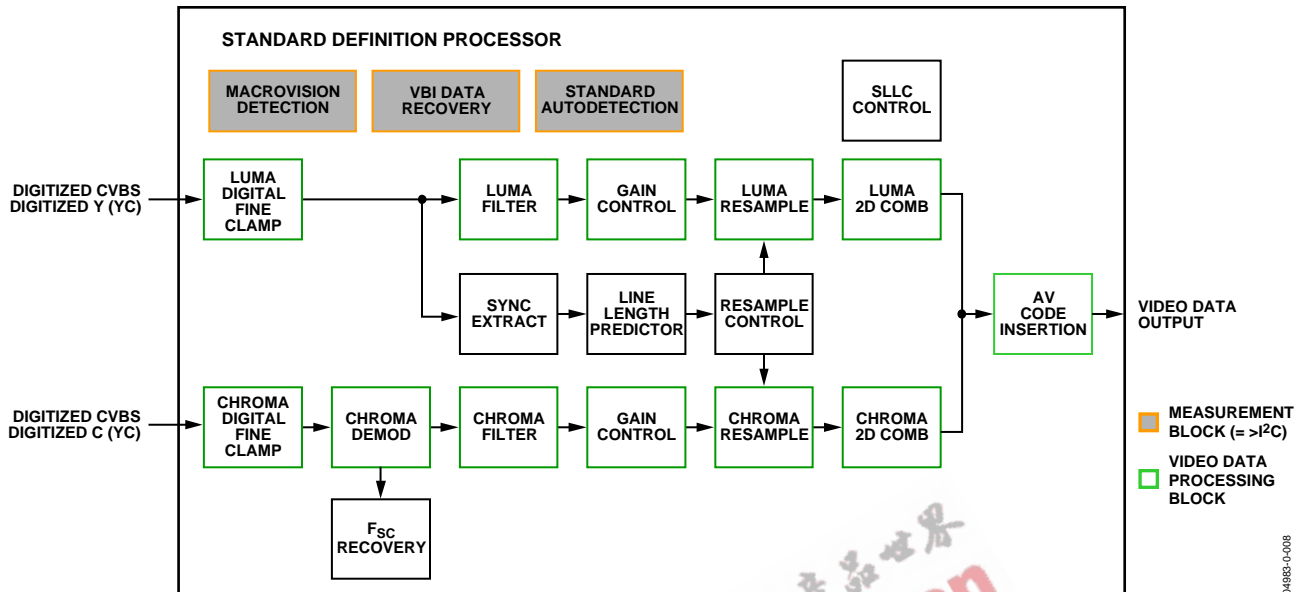 STANDARD DEFINITION PROCESSOR
MACROVISION
DETECTION
VBI DATA
RECOVERY
STANDARD
AUTODETECTION
SLLC
CONTROL
DIGITIZED CVBS
DIGITIZED Y (YC)
LUMA
DIGITAL
FINE
CLAMP
LUMA
FILTER
GAIN
CONTROL
LUMA
RESAMPLE
LUMA
2D COMB
SYNC
EXTRACT
LINE
LENGTH
PREDICTOR
RESAMPLE
CONTROL
AV
CODE
INSERTION
VIDEO DATA
OUTPUT
DIGITIZED CVBS
DIGITIZED C (YC)
CHROMA
DIGITAL
FINE
CLAMP
CHROMA
DEMOD
CHROMA
FILTER
GAIN
CONTROL
CHROMA
RESAMPLE
CHROMA
2D COMB
FSC
RECOVERY
MEASUREMENT
BLOCK (= >I²C)
VIDEO DATA
PROCESSING
BLOCK
04983-0-008
品世界